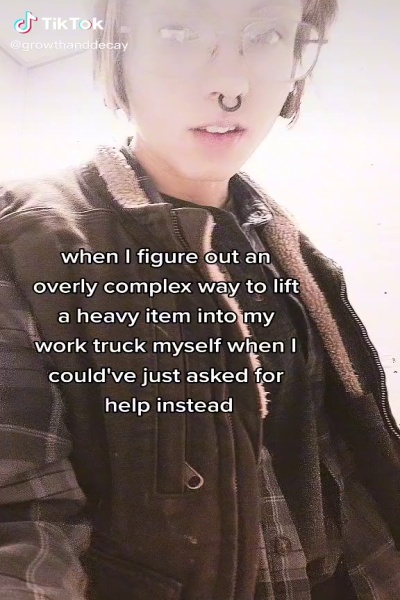 TikTok
@growthanddecay
when I figure out an
overly complex way to lift
a heavy item into my
work truck myself when I
could've just asked for
help instead